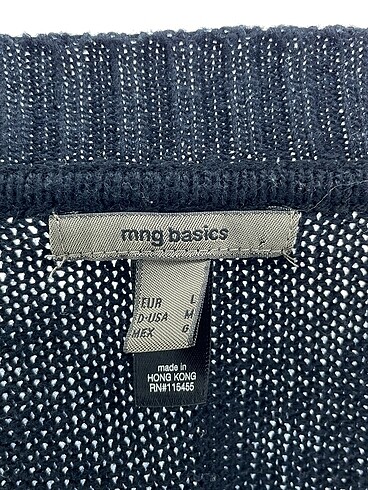 mng basics
EUR L
D-USA M
MEX G
made in
HONG KONG
RN#115455